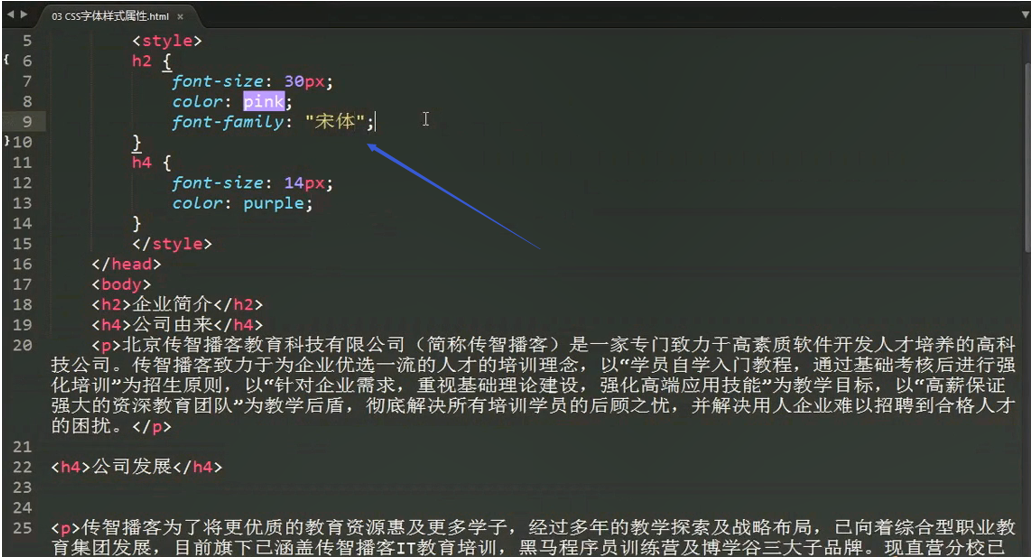 03 CSS字体样式属性.html ×
5 <style>
{ 6 h2 {
7 font-size: 30px;
8 color: pink;
9 font-family: "宋体";
}10 }
11 h4 {
12 font-size: 14px;
13 color: purple;
14 }
15 </style>
16 </head>
17 <body>
18 <h2>企业简介</h2>
19 <h4>公司由来</h4>
20 <p>北京传智播客教育科技有限公司（简称传智播客）是一家专门致力于高素质软件开发人才培养的高科
技公司。传智播客致力于为企业优选一流的人才的培训理念，以“学员自学入门教程，通过基础考核后进行强
化培训”为招生原则，以“针对企业需求，重视基础理论建设，强化高端应用技能”为教学目标，以“高薪保证
强大的资深教育团队”为教学后盾，彻底解决所有培训学员的后顾之忧，并解决用人企业难以招聘到合格人才
的困扰。</p>
21
22 <h4>公司发展</h4>
23
24
25 <p>传智播客为了将更优质的教育资源惠及更多学子，经过多年的教学探索及战略布局，已向着综合型职业教
育集团发展，目前旗下已涵盖传智播客IT教育培训，黑马程序员训练营及博学谷三大子品牌。现直营分校已